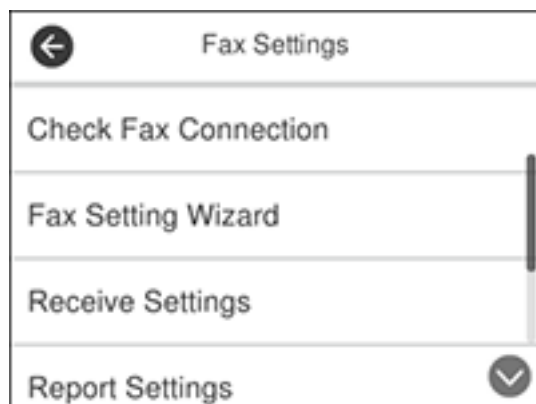 Fax Settings
Check Fax Connection
Fax Setting Wizard
Receive Settings
Report Settings